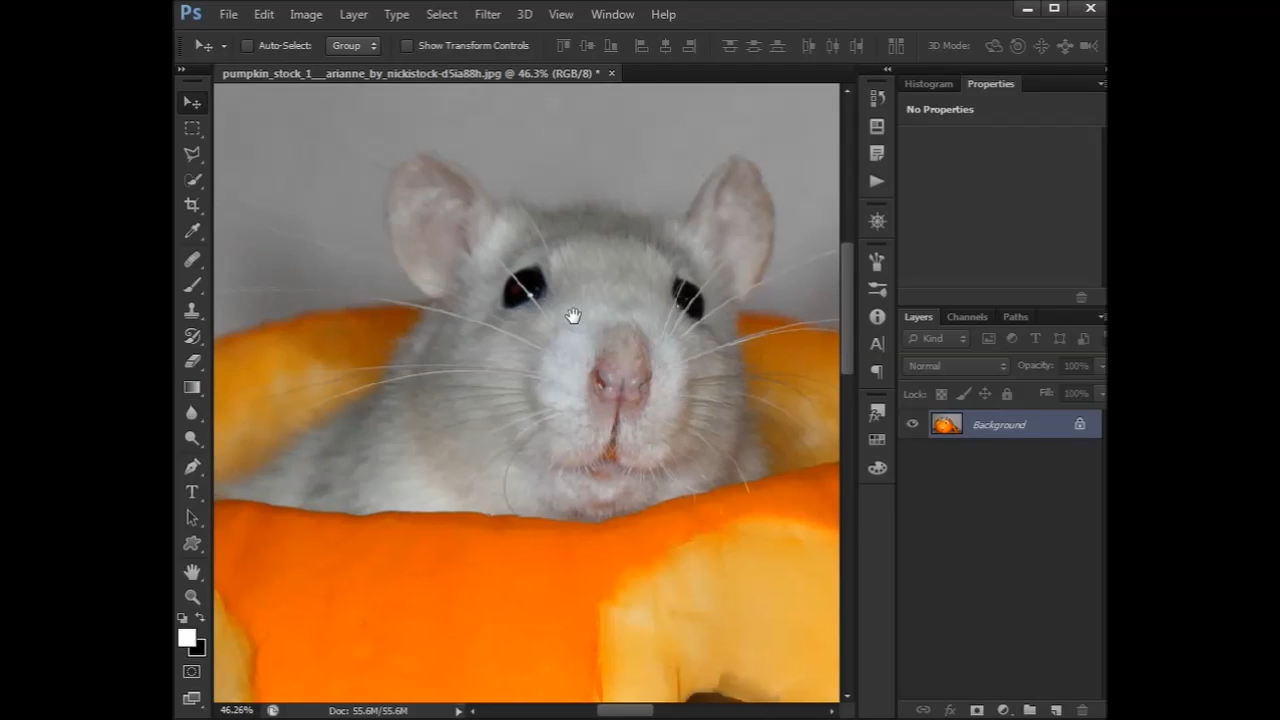 Ps File Edit Image Layer Type Select Filter 3D View Window Help
Auto-Select: Group Show Transform Controls 3D Mode:
pumpkin_stock_1___arianne_by_nickistock-d5ia88h.jpg @ 46.3% (RGB/8) *
Histogram Properties
No Properties
Layers Channels Paths
Kind
Normal Opacity: 100%
Lock: Fill: 100%
Background
46.26% Doc: 55.6M/55.6M